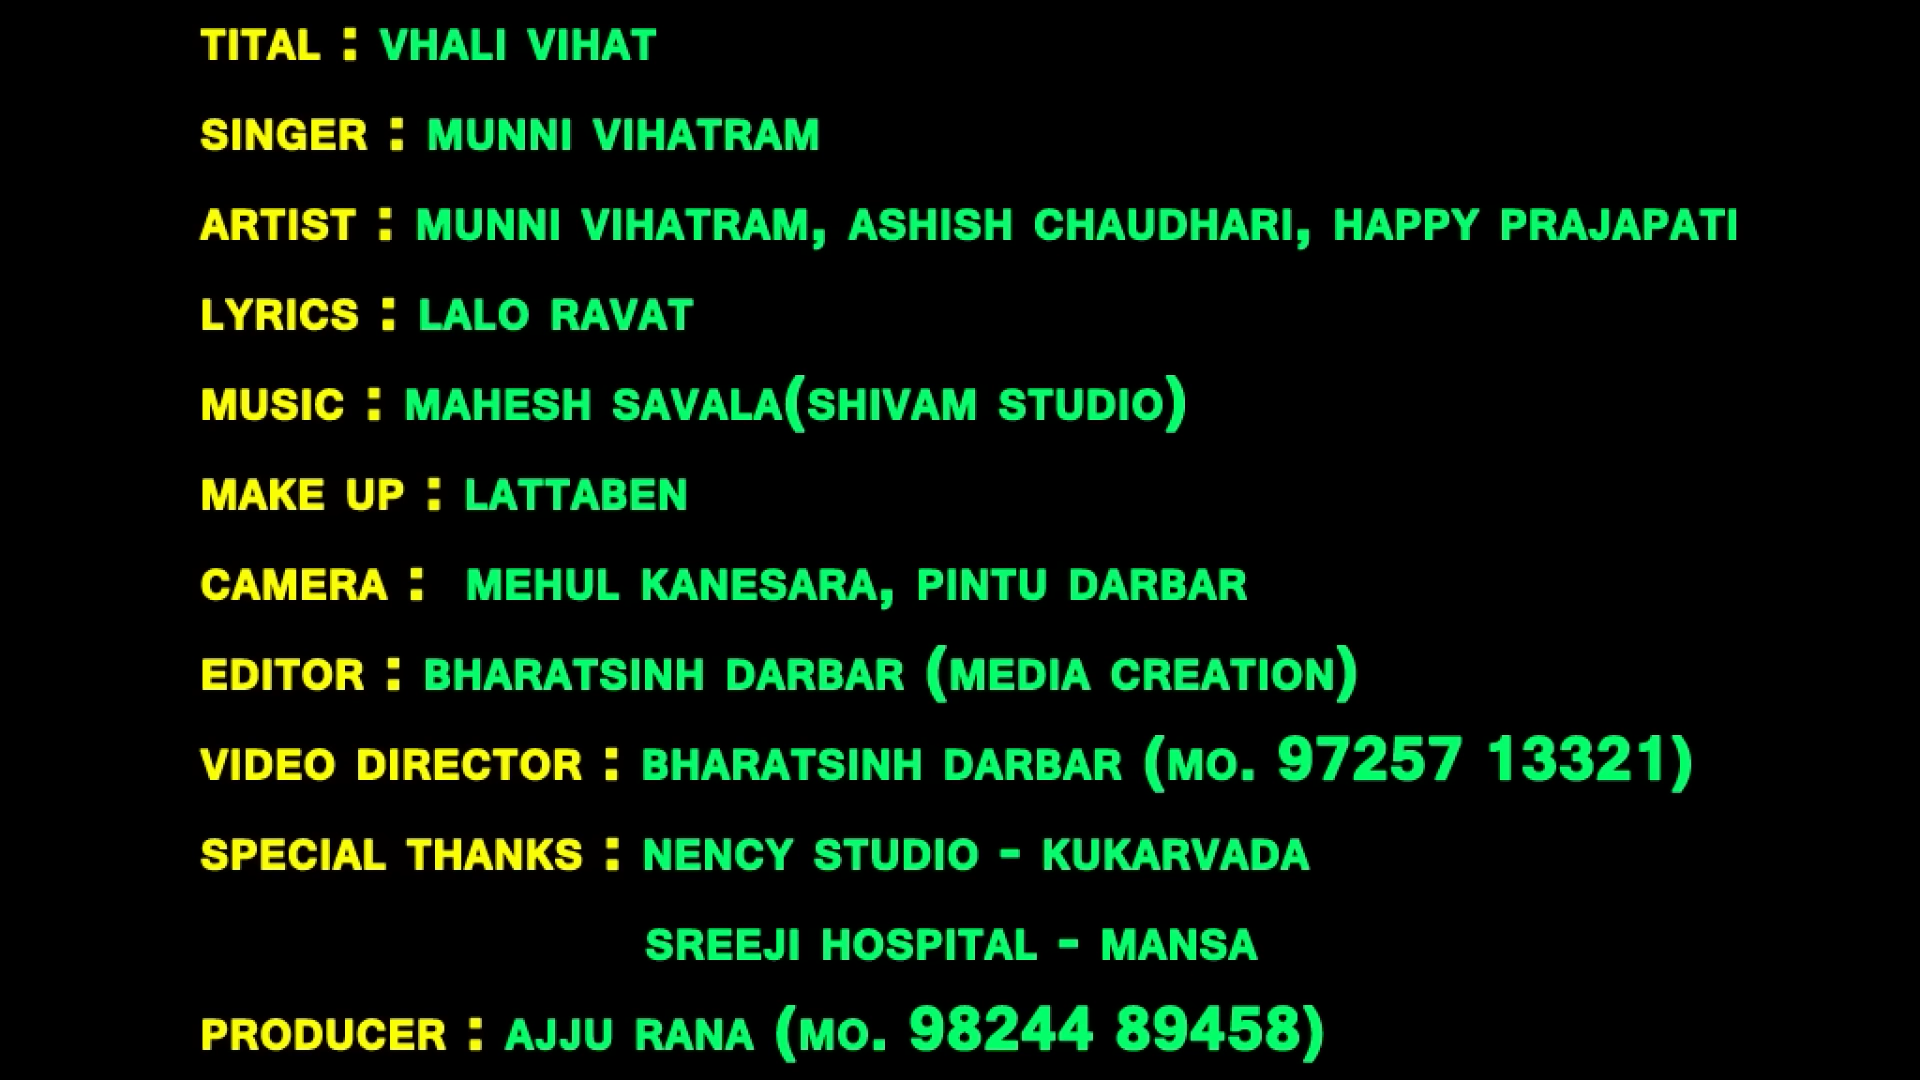 TITAL : VHALI VIHAT
SINGER : MUNNI VIHATRAM
ARTIST : MUNNI VIHATRAM, ASHISH CHAUDHARI, HAPPY PRAJAPATI
LYRICS : LALO RAVAT
MUSIC : MAHESH SAVALA(SHIVAM STUDIO)
MAKE UP : LATTABEN
CAMERA : MEHUL KANESARA, PINTU DARBAR
EDITOR : BHARATSINH DARBAR (MEDIA CREATION)
VIDEO DIRECTOR : BHARATSINH DARBAR (MO. 97257 13321)
SPECIAL THANKS : NENCY STUDIO - KUKARVADA
SREEJI HOSPITAL - MANSA
PRODUCER : AJJU RANA (MO. 98244 89458)